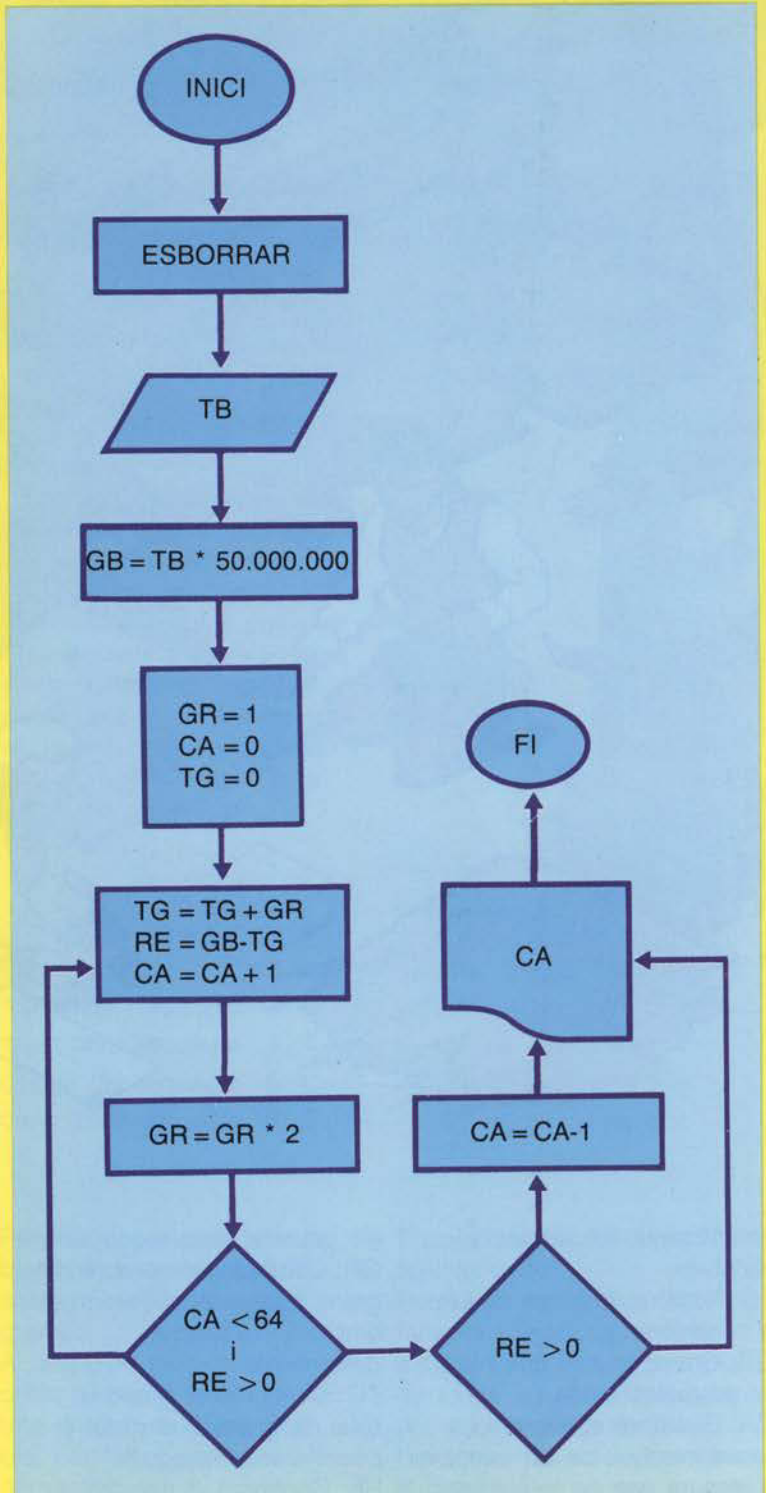 INICI
ESBORRAR
TB
GB = TB * 50.000.000
GR = 1
CA = 0
TG = 0
TG = TG + GR
RE = GB-TG
CA = CA + 1
GR = GR * 2
CA < 64
i
RE > 0
RE > 0
CA = CA-1
CA
FI